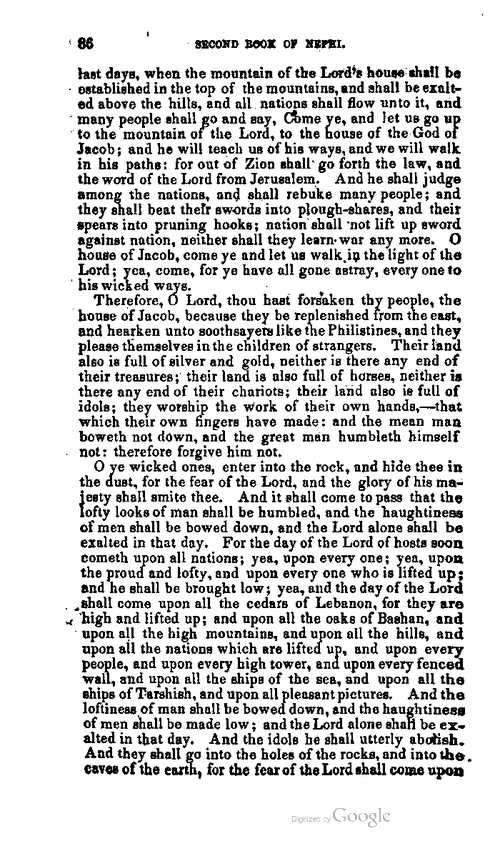 86 SECOND BOOK OF NEPHI.
last days, when the mountain of the Lord's house shall be
established in the top of the mountains, and shall be exalt-
ed above the hills, and all nations shall flow unto it, and
many people shall go and say, Come ye, and let us go up
to the mountain of the Lord, to the house of the God of
Jacob; and he will teach us of his ways, and we will walk
in his paths: for out of Zion shall go forth the law, and
the word of the Lord from Jerusalem. And he shall judge
among the nations, and shall rebuke many people; and
they shall beat their swords into plough-shares, and their
spears into pruning hooks; nation shall not lift up sword
against nation, neither shall they learn war any more. O
house of Jacob, come ye and let us walk in the light of the
Lord; yea, come, for ye have all gone astray, every one to
his wicked ways.
Therefore, O Lord, thou hast forsaken thy people, the
house of Jacob, because they be replenished from the east,
and hearken unto soothsayers like the Philistines, and they
please themselves in the children of strangers. Their land
also is full of silver and gold, neither is there any end of
their treasures; their land is also full of horses, neither is
there any end of their chariots; their land also is full of
idols; they worship the work of their own hands,—that
which their own fingers have made: and the mean man
boweth not down, and the great man humbleth himself
not: therefore forgive him not.
O ye wicked ones, enter into the rock, and hide thee in
the dust, for the fear of the Lord, and the glory of his ma-
jesty shall smite thee. And it shall come to pass that the
lofty looks of man shall be humbled, and the haughtiness
of men shall be bowed down, and the Lord alone shall be
exalted in that day. For the day of the Lord of hosts soon
cometh upon all nations; yea, upon every one; yea, upon
the proud and lofty, and upon every one who is lifted up;
and he shall be brought low; yea, and the day of the Lord
shall come upon all the cedars of Lebanon, for they are
high and lifted up; and upon all the oaks of Bashan, and
upon all the high mountains, and upon all the hills, and
upon all the nations which are lifted up, and upon every
people, and upon every high tower, and upon every fenced
wall, and upon all the ships of the sea, and upon all the
ships of Tarshish, and upon all pleasant pictures. And the
loftiness of man shall be bowed down, and the haughtiness
of men shall be made low; and the Lord alone shall be ex-
alted in that day. And the idols he shall utterly abolish.
And they shall go into the holes of the rocks, and into the
caves of the earth, for the fear of the Lord shall come upon
Digitized by Google